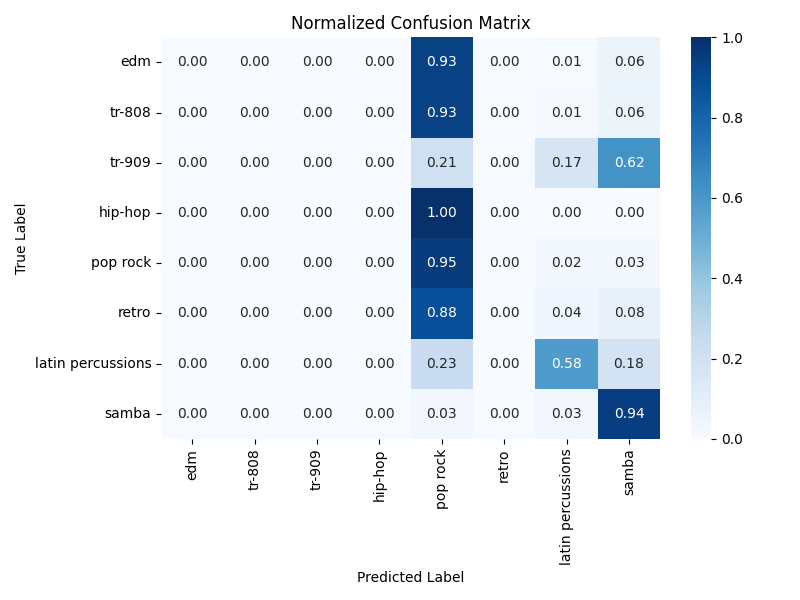 Normalized Confusion Matrix
True Label
edm 0.00 0.00 0.00 0.00 0.93 0.00 0.01 0.06
tr-808 0.00 0.00 0.00 0.00 0.93 0.00 0.01 0.06
tr-909 0.00 0.00 0.00 0.00 0.21 0.00 0.17 0.62
hip-hop 0.00 0.00 0.00 0.00 1.00 0.00 0.00 0.00
pop rock 0.00 0.00 0.00 0.00 0.95 0.00 0.02 0.03
retro 0.00 0.00 0.00 0.00 0.88 0.00 0.04 0.08
latin percussions 0.00 0.00 0.00 0.00 0.23 0.00 0.58 0.18
samba 0.00 0.00 0.00 0.00 0.03 0.00 0.03 0.94
edm
tr-808
tr-909
hip-hop
pop rock
retro
latin percussions
samba
Predicted Label
1.0
0.8
0.6
0.4
0.2
0.0